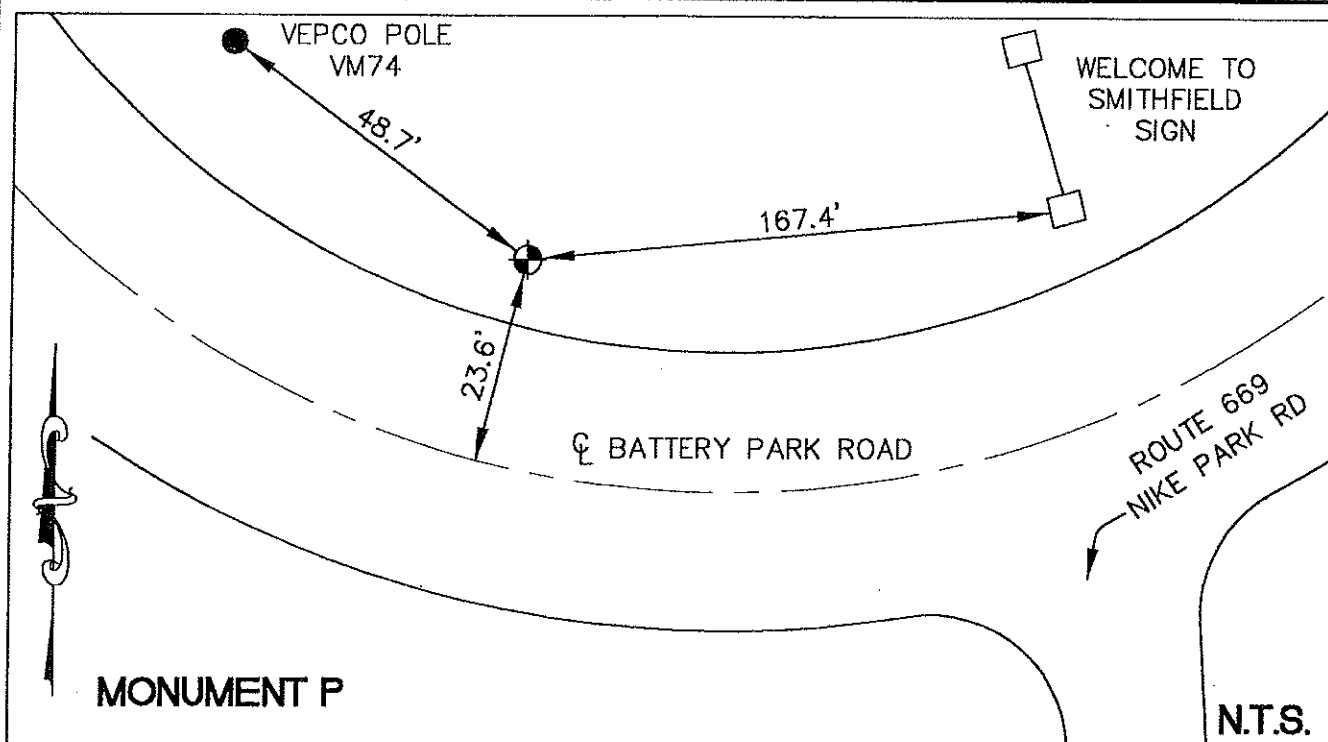 VEPCO POLE
VM74
WELCOME TO
SMITHFIELD
SIGN
48.7'
167.4'
23.6'
℄ BATTERY PARK ROAD
ROUTE 669
NIKE PARK RD
MONUMENT P
N.T.S.